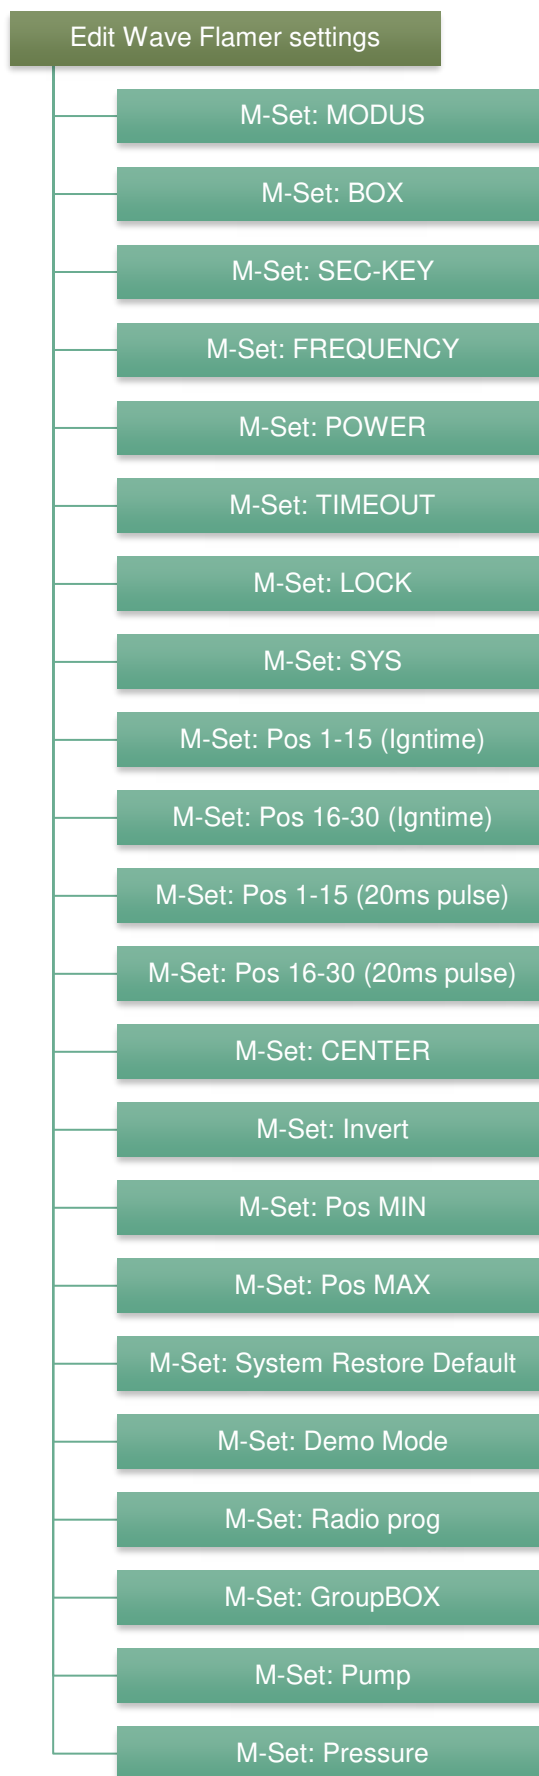 Edit Wave Flamer settings
M-Set: MODUS
M-Set: BOX
M-Set: SEC-KEY
M-Set: FREQUENCY
M-Set: POWER
M-Set: TIMEOUT
M-Set: LOCK
M-Set: SYS
M-Set: Pos 1-15 (Igntime)
M-Set: Pos 16-30 (Igntime)
M-Set: Pos 1-15 (20ms pulse)
M-Set: Pos 16-30 (20ms pulse)
M-Set: CENTER
M-Set: Invert
M-Set: Pos MIN
M-Set: Pos MAX
M-Set: System Restore Default
M-Set: Demo Mode
M-Set: Radio prog
M-Set: GroupBOX
M-Set: Pump
M-Set: Pressure